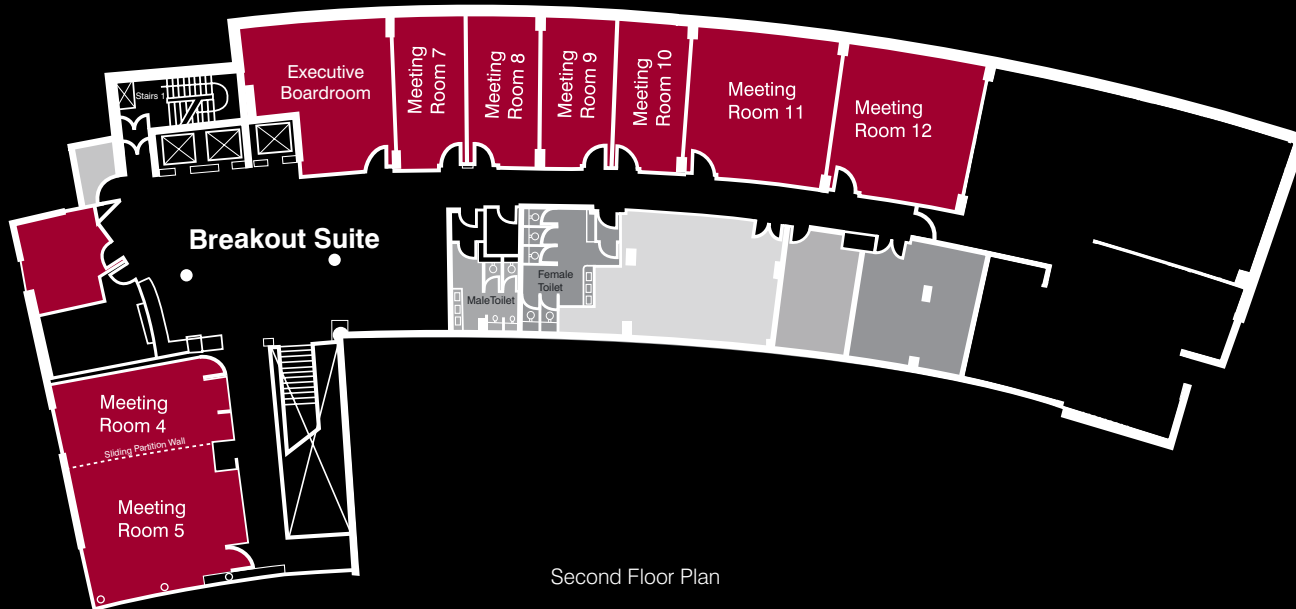 Executive
Boardroom
Meeting
Room 7
Meeting
Room 8
Meeting
Room 9
Meeting
Room 10
Meeting
Room 11
Meeting
Room 12
Stairs 1
Breakout Suite
Female
Toilet
MaleToilet
Meeting
Room 4
Sliding Partition Wall
Meeting
Room 5
Second Floor Plan